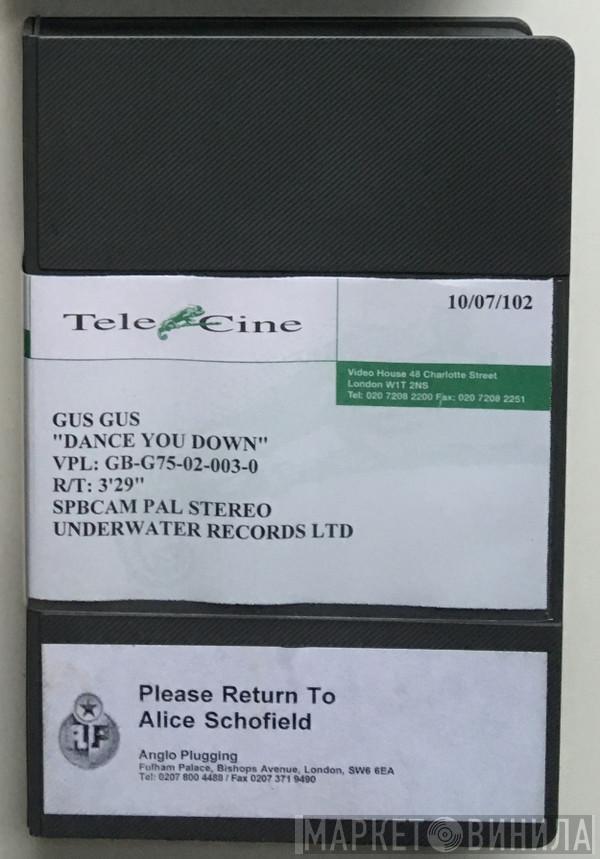 Tele Cine
10/07/102
Video House 48 Charlotte Street
London W1T 2NS
Tel: 020 7208 2200 Fax: 020 7208 2251
GUS GUS
"DANCE YOU DOWN"
VPL: GB-G75-02-003-0
R/T: 3'29"
SPBCAM PAL STEREO
UNDERWATER RECORDS LTD
Please Return To
Alice Schofield
Anglo Plugging
Fulham Palace, Bishops Avenue, London, SW6 6EA
Tel: 0207 800 4488 / Fax 0207 371 9490
МАРКЕТ ВИНИЛА